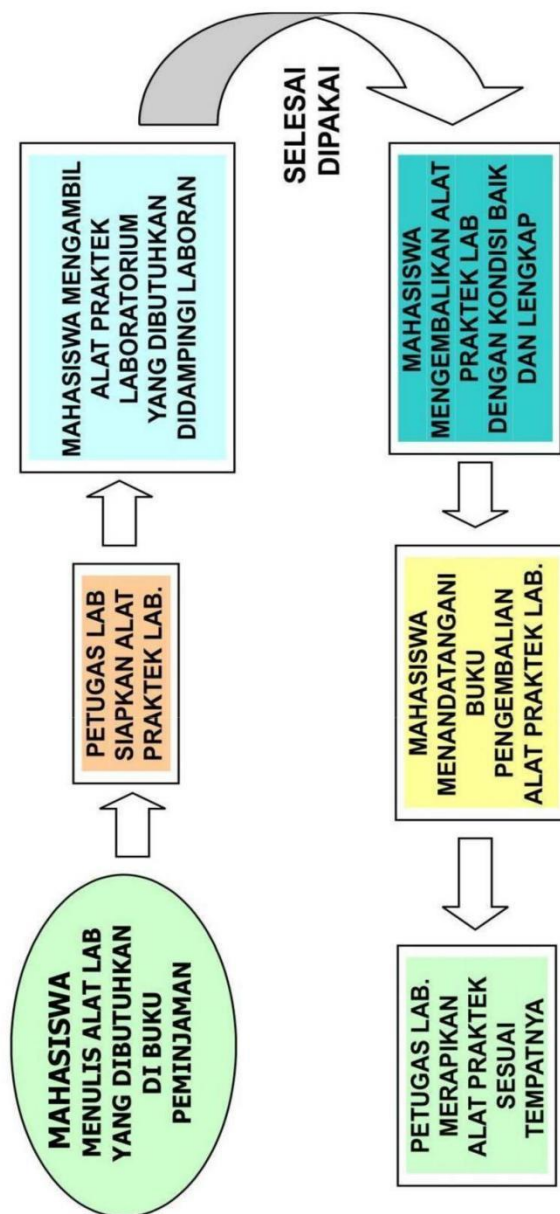 MAHASISWA
MENULIS ALAT LAB
YANG DIBUTUHKAN
DI BUKU
PEMINJAMAN
PETUGAS LAB
SIAPKAN ALAT
PRAKTEK LAB.
MAHASISWA MENGAMBIL
ALAT PRAKTEK
LABORATORIUM
YANG DIBUTUHKAN
DIDAMPINGI LABORAN
SELESAI
DIPAKAI
MAHASISWA
MENGEMBALIKAN ALAT
PRAKTEK LAB
DENGAN KONDISI BAIK
DAN LENGKAP
MAHASISWA
MENANDATANGANI
BUKU
PENGEMBALIAN
ALAT PRAKTEK LAB.
PETUGAS LAB.
MERAPIKAN
ALAT PRAKTEK
SESUAI
TEMPATNYA